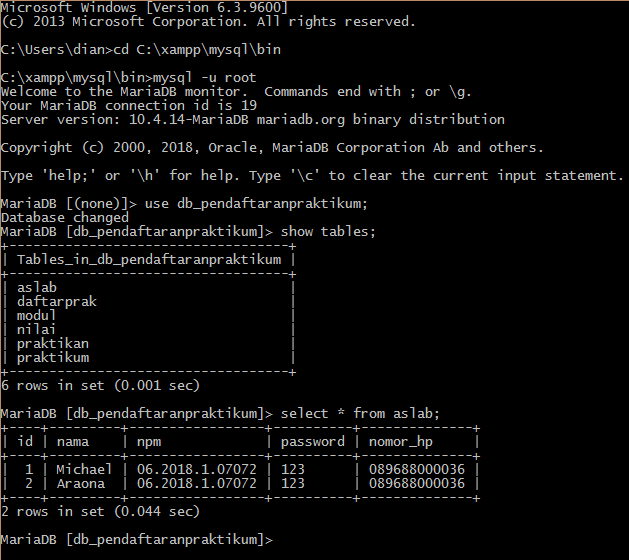 Microsoft Windows [Version 6.3.9600]
(c) 2013 Microsoft Corporation. All rights reserved.
C:\Users\dian>cd C:\xampp\mysql\bin
C:\xampp\mysql\bin>mysql -u root
Welcome to the MariaDB monitor.  Commands end with ; or \g.
Your MariaDB connection id is 19
Server version: 10.4.14-MariaDB mariadb.org binary distribution
Copyright (c) 2000, 2018, Oracle, MariaDB Corporation Ab and others.
Type 'help;' or '\h' for help. Type '\c' to clear the current input statement.
MariaDB [(none)]> use db_pendaftaranpraktikum;
Database changed
MariaDB [db_pendaftaranpraktikum]> show tables;
+-----------------------------------+
| Tables_in_db_pendaftaranpraktikum |
+-----------------------------------+
| aslab                             |
| daftarprak                        |
| modul                             |
| nilai                             |
| praktikan                         |
| praktikum                         |
+-----------------------------------+
6 rows in set (0.001 sec)
MariaDB [db_pendaftaranpraktikum]> select * from aslab;
+----+---------+-----------------+----------+--------------+
| id | nama    | npm             | password | nomor_hp     |
+----+---------+-----------------+----------+--------------+
|  1 | Michael | 06.2018.1.07072 | 123      | 089688000036 |
|  2 | Araona  | 06.2018.1.07072 | 123      | 089688000036 |
+----+---------+-----------------+----------+--------------+
2 rows in set (0.044 sec)
MariaDB [db_pendaftaranpraktikum]>